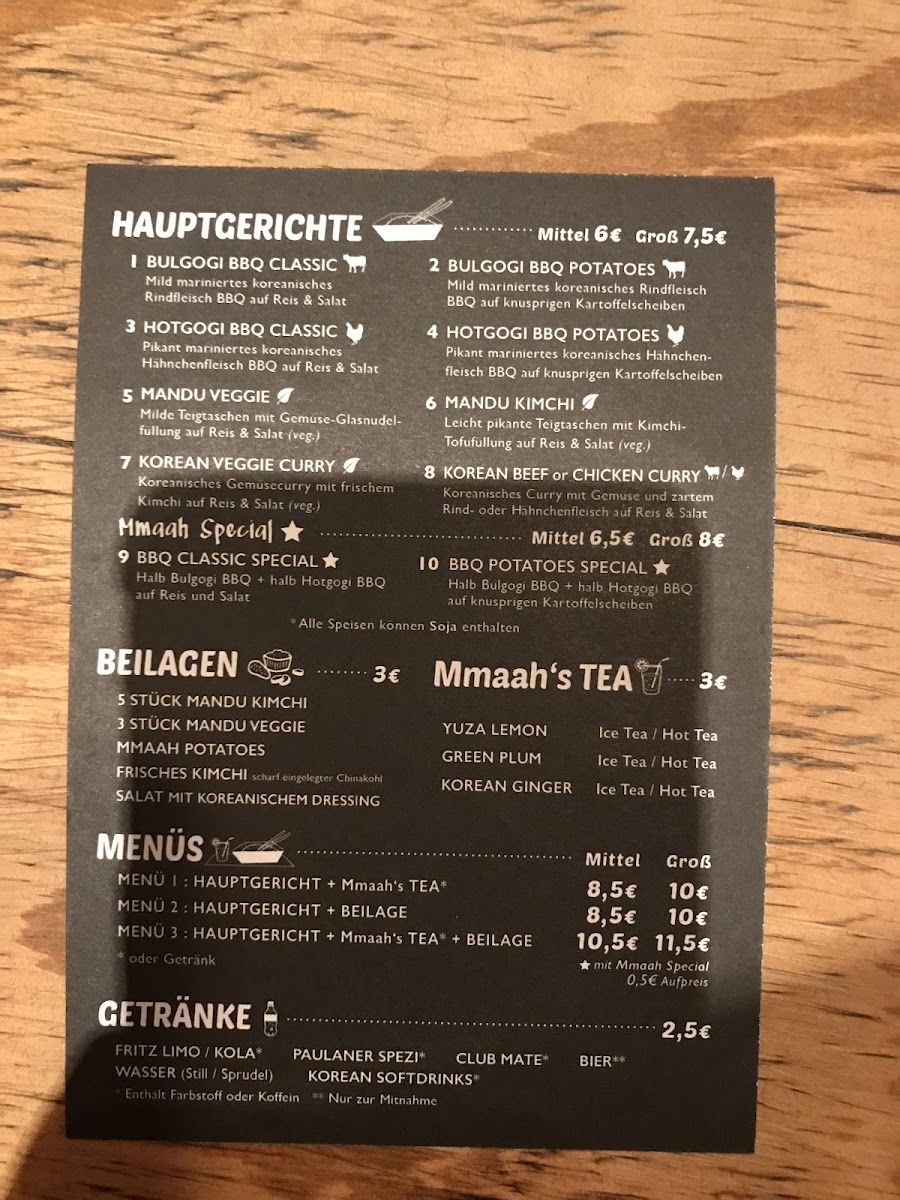 HAUPTGERICHTE ............ Mittel 6€ Groß 7,5€
1 BULGOGI BBQ CLASSIC
Mild mariniertes koreanisches
Rindfleisch BBQ auf Reis & Salat
2 BULGOGI BBQ POTATOES
Mild mariniertes koreanisches Rindfleisch
BBQ auf knusprigen Kartoffelscheiben
3 HOTGOGI BBQ CLASSIC
Pikant mariniertes koreanisches
Hähnchenfleisch BBQ auf Reis & Salat
4 HOTGOGI BBQ POTATOES
Pikant mariniertes koreanisches Hähnchen-
fleisch BBQ auf knusprigen Kartoffelscheiben
5 MANDU VEGGIE
Milde Teigtaschen mit Gemüse-Glasnudel-
füllung auf Reis & Salat (veg.)
6 MANDU KIMCHI
Leicht pikante Teigtaschen mit Kimchi-
Tofufüllung auf Reis & Salat (veg.)
7 KOREAN VEGGIE CURRY
Koreanisches Gemüsecurry mit frischem
Kimchi auf Reis & Salat (veg.)
8 KOREAN BEEF or CHICKEN CURRY /
Koreanisches Curry mit Gemüse und zartem
Rind- oder Hähnchenfleisch auf Reis & Salat
Mmaah Special ★ ............ Mittel 6,5€ Groß 8€
9 BBQ CLASSIC SPECIAL ★
Halb Bulgogi BBQ + halb Hotgogi BBQ
auf Reis und Salat
10 BBQ POTATOES SPECIAL ★
Halb Bulgogi BBQ + halb Hotgogi BBQ
auf knusprigen Kartoffelscheiben
*Alle Speisen können Soja enthalten
BEILAGEN ........ 3€
5 STÜCK MANDU KIMCHI
3 STÜCK MANDU VEGGIE
MMAAH POTATOES
FRISCHES KIMCHI scharf eingelegter Chinakohl
SALAT MIT KOREANISCHEM DRESSING
Mmaah‘s TEA ..... 3€
YUZA LEMON Ice Tea / Hot Tea
GREEN PLUM Ice Tea / Hot Tea
KOREAN GINGER Ice Tea / Hot Tea
MENÜS ............ Mittel Groß
MENÜ 1 : HAUPTGERICHT + Mmaah‘s TEA* 8,5€ 10€
MENÜ 2 : HAUPTGERICHT + BEILAGE 8,5€ 10€
MENÜ 3 : HAUPTGERICHT + Mmaah‘s TEA* + BEILAGE 10,5€ 11,5€
* oder Getränk
★ mit Mmaah Special
0,5€ Aufpreis
GETRÄNKE ............ 2,5€
FRITZ LIMO / KOLA* PAULANER SPEZI* CLUB MATE* BIER**
WASSER (Still / Sprudel) KOREAN SOFTDRINKS*
* Enthält Farbstoff oder Koffein ** Nur zur Mitnahme